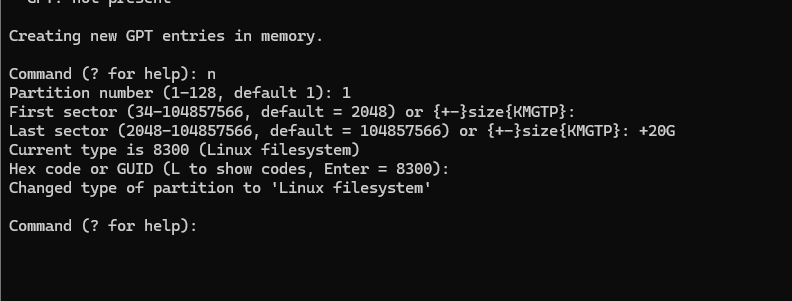 GPT: not present
Creating new GPT entries in memory.
Command (? for help): n
Partition number (1-128, default 1): 1
First sector (34-104857566, default = 2048) or {+-}size{KMGTP}:
Last sector (2048-104857566, default = 104857566) or {+-}size{KMGTP}: +20G
Current type is 8300 (Linux filesystem)
Hex code or GUID (L to show codes, Enter = 8300):
Changed type of partition to 'Linux filesystem'
Command (? for help):